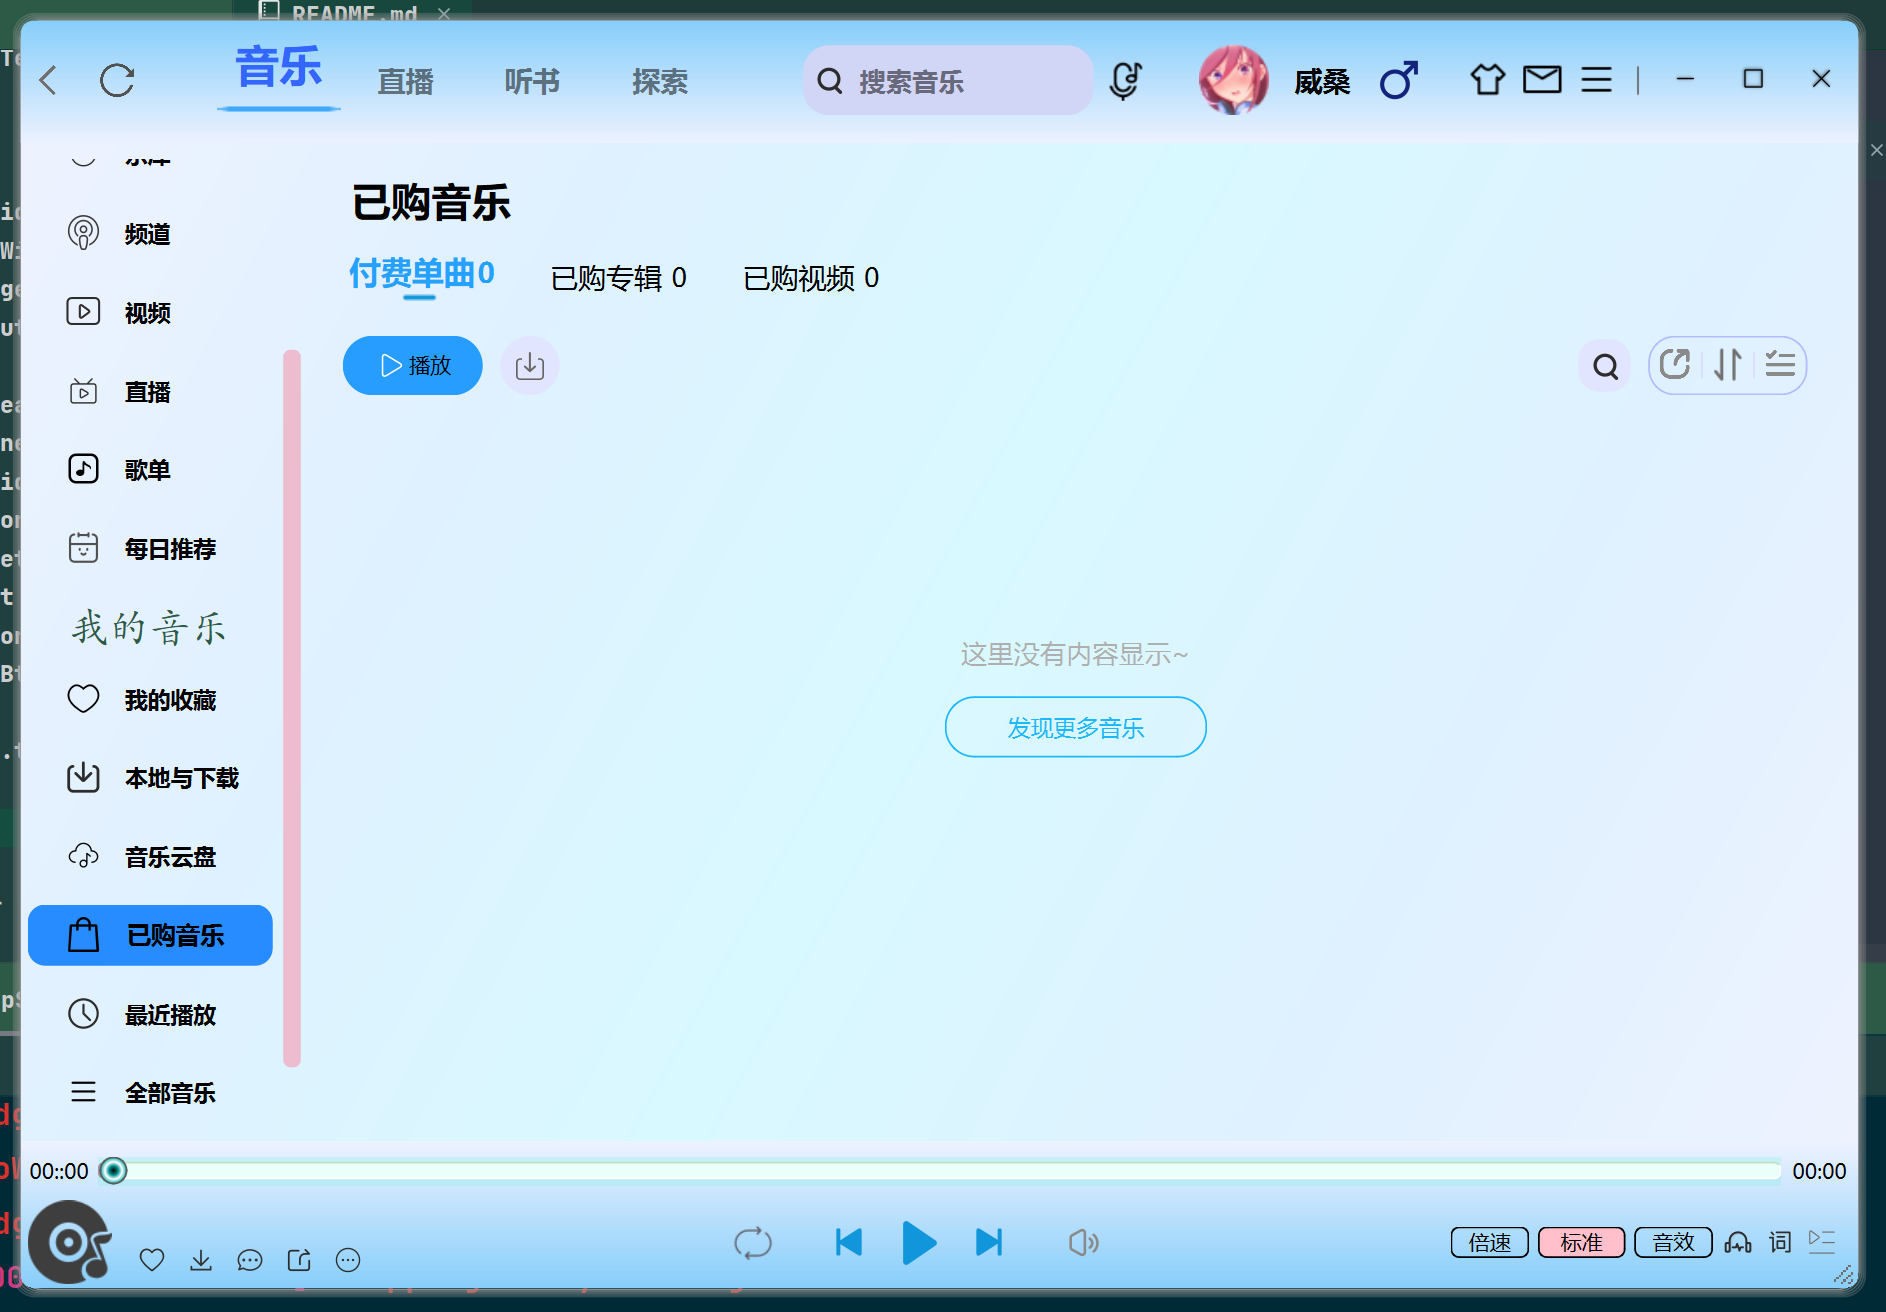 README.md
音乐 直播 听书 探索 搜索音乐 威桑
频道
视频
直播
歌单
每日推荐
我的音乐
我的收藏
本地与下载
音乐云盘
已购音乐
最近播放
全部音乐
已购音乐
付费单曲0 已购专辑 0 已购视频 0
播放
这里没有内容显示~
发现更多音乐
00::00 00:00
倍速 标准 音效 词